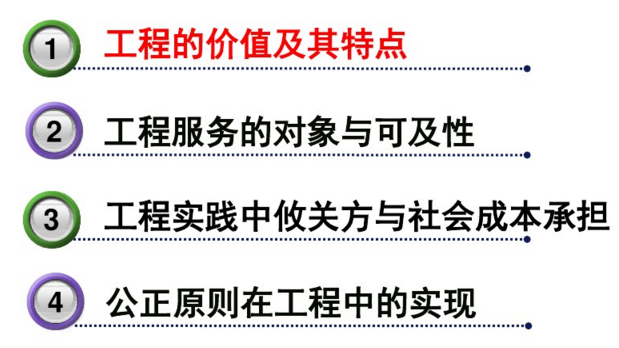 1 工程的价值及其特点
2 工程服务的对象与可及性
3 工程实践中攸关方与社会成本承担
4 公正原则在工程中的实现